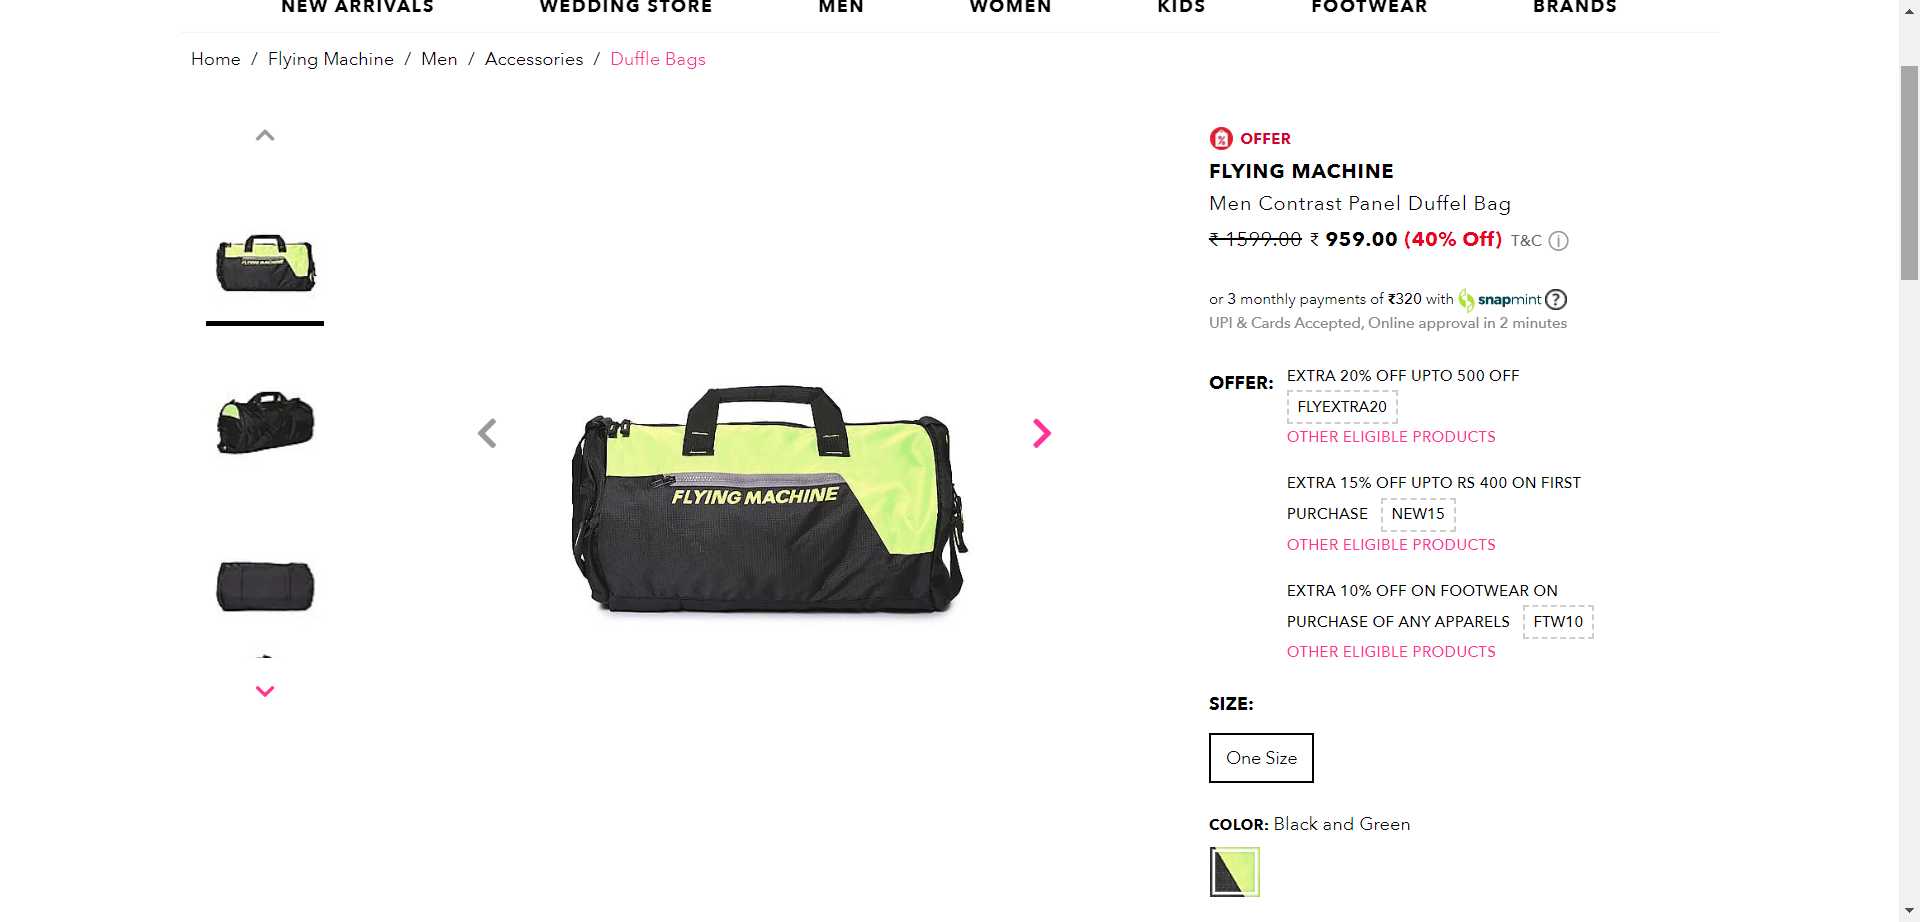 NEW ARRIVALS WEDDING STORE MEN WOMEN KIDS FOOTWEAR BRANDS
Home / Flying Machine / Men / Accessories / Duffle Bags
OFFER
FLYING MACHINE
Men Contrast Panel Duffel Bag
₹ 1599.00 ₹ 959.00 (40% Off) T&C
or 3 monthly payments of ₹320 with snapmint ?
UPI & Cards Accepted, Online approval in 2 minutes
OFFER: EXTRA 20% OFF UPTO 500 OFF
FLYEXTRA20
OTHER ELIGIBLE PRODUCTS
EXTRA 15% OFF UPTO RS 400 ON FIRST
PURCHASE NEW15
OTHER ELIGIBLE PRODUCTS
EXTRA 10% OFF ON FOOTWEAR ON
PURCHASE OF ANY APPARELS FTW10
OTHER ELIGIBLE PRODUCTS
SIZE:
One Size
COLOR: Black and Green
FLYING MACHINE
FLYING MACHINE